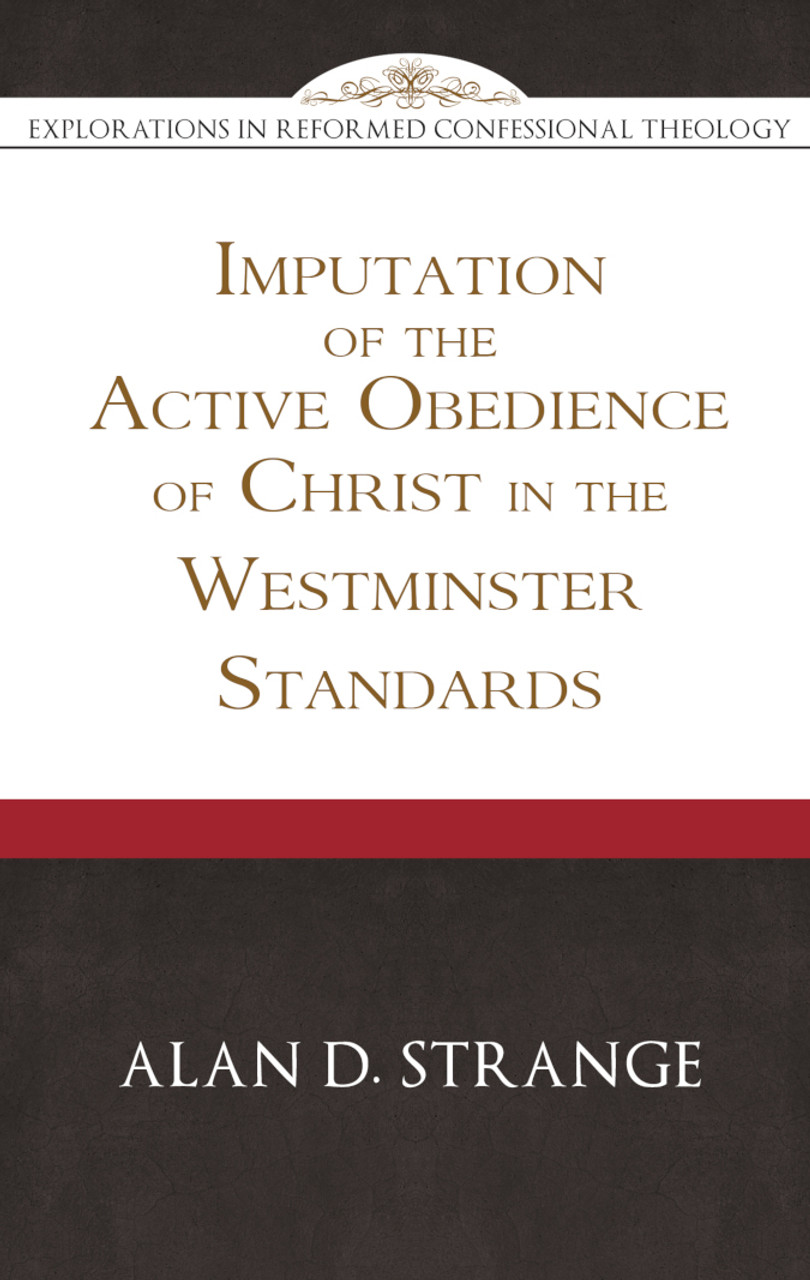 EXPLORATIONS IN REFORMED CONFESSIONAL THEOLOGY
IMPUTATION
OF THE
ACTIVE OBEDIENCE
OF CHRIST IN THE
WESTMINSTER
STANDARDS
ALAN D. STRANGE